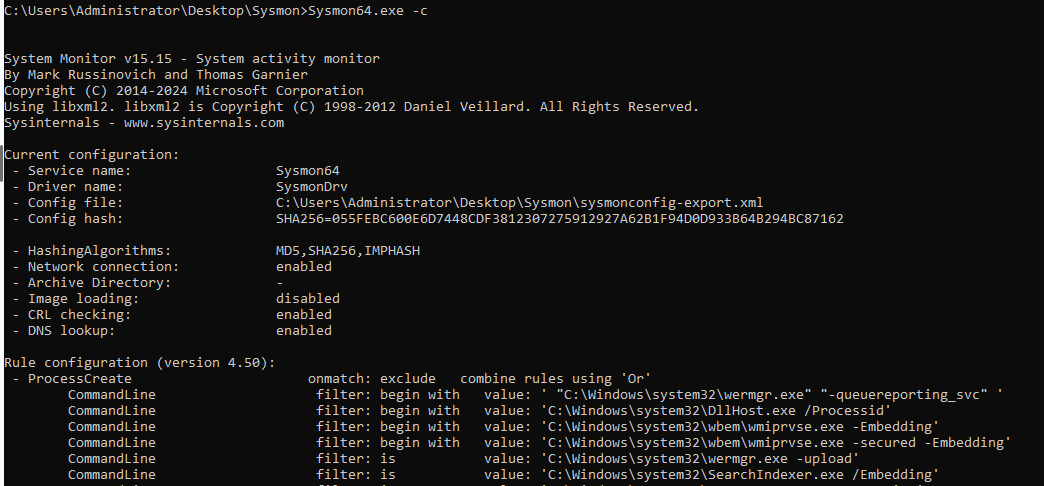 C:\Users\Administrator\Desktop\Sysmon>Sysmon64.exe -c
System Monitor v15.15 - System activity monitor
By Mark Russinovich and Thomas Garnier
Copyright (C) 2014-2024 Microsoft Corporation
Using libxml2. libxml2 is Copyright (C) 1998-2012 Daniel Veillard. All Rights Reserved.
Sysinternals - www.sysinternals.com
Current configuration:
- Service name: Sysmon64
- Driver name: SysmonDrv
- Config file: C:\Users\Administrator\Desktop\Sysmon\sysmonconfig-export.xml
- Config hash: SHA256=055FEBC600E6D7448CDF3812307275912927A62B1F94D0D933B64B294BC87162
- HashingAlgorithms: MD5,SHA256,IMPHASH
- Network connection: enabled
- Archive Directory: -
- Image loading: disabled
- CRL checking: enabled
- DNS lookup: enabled
Rule configuration (version 4.50):
- ProcessCreate onmatch: exclude combine rules using 'Or'
CommandLine filter: begin with value: ' "C:\Windows\system32\wermgr.exe" "-queuereporting_svc" '
CommandLine filter: begin with value: 'C:\Windows\system32\DllHost.exe /Processid'
CommandLine filter: begin with value: 'C:\Windows\system32\wbem\wmiprvse.exe -Embedding'
CommandLine filter: begin with value: 'C:\Windows\system32\wbem\wmiprvse.exe -secured -Embedding'
CommandLine filter: is value: 'C:\Windows\system32\wermgr.exe -upload'
CommandLine filter: is value: 'C:\Windows\system32\SearchIndexer.exe /Embedding'